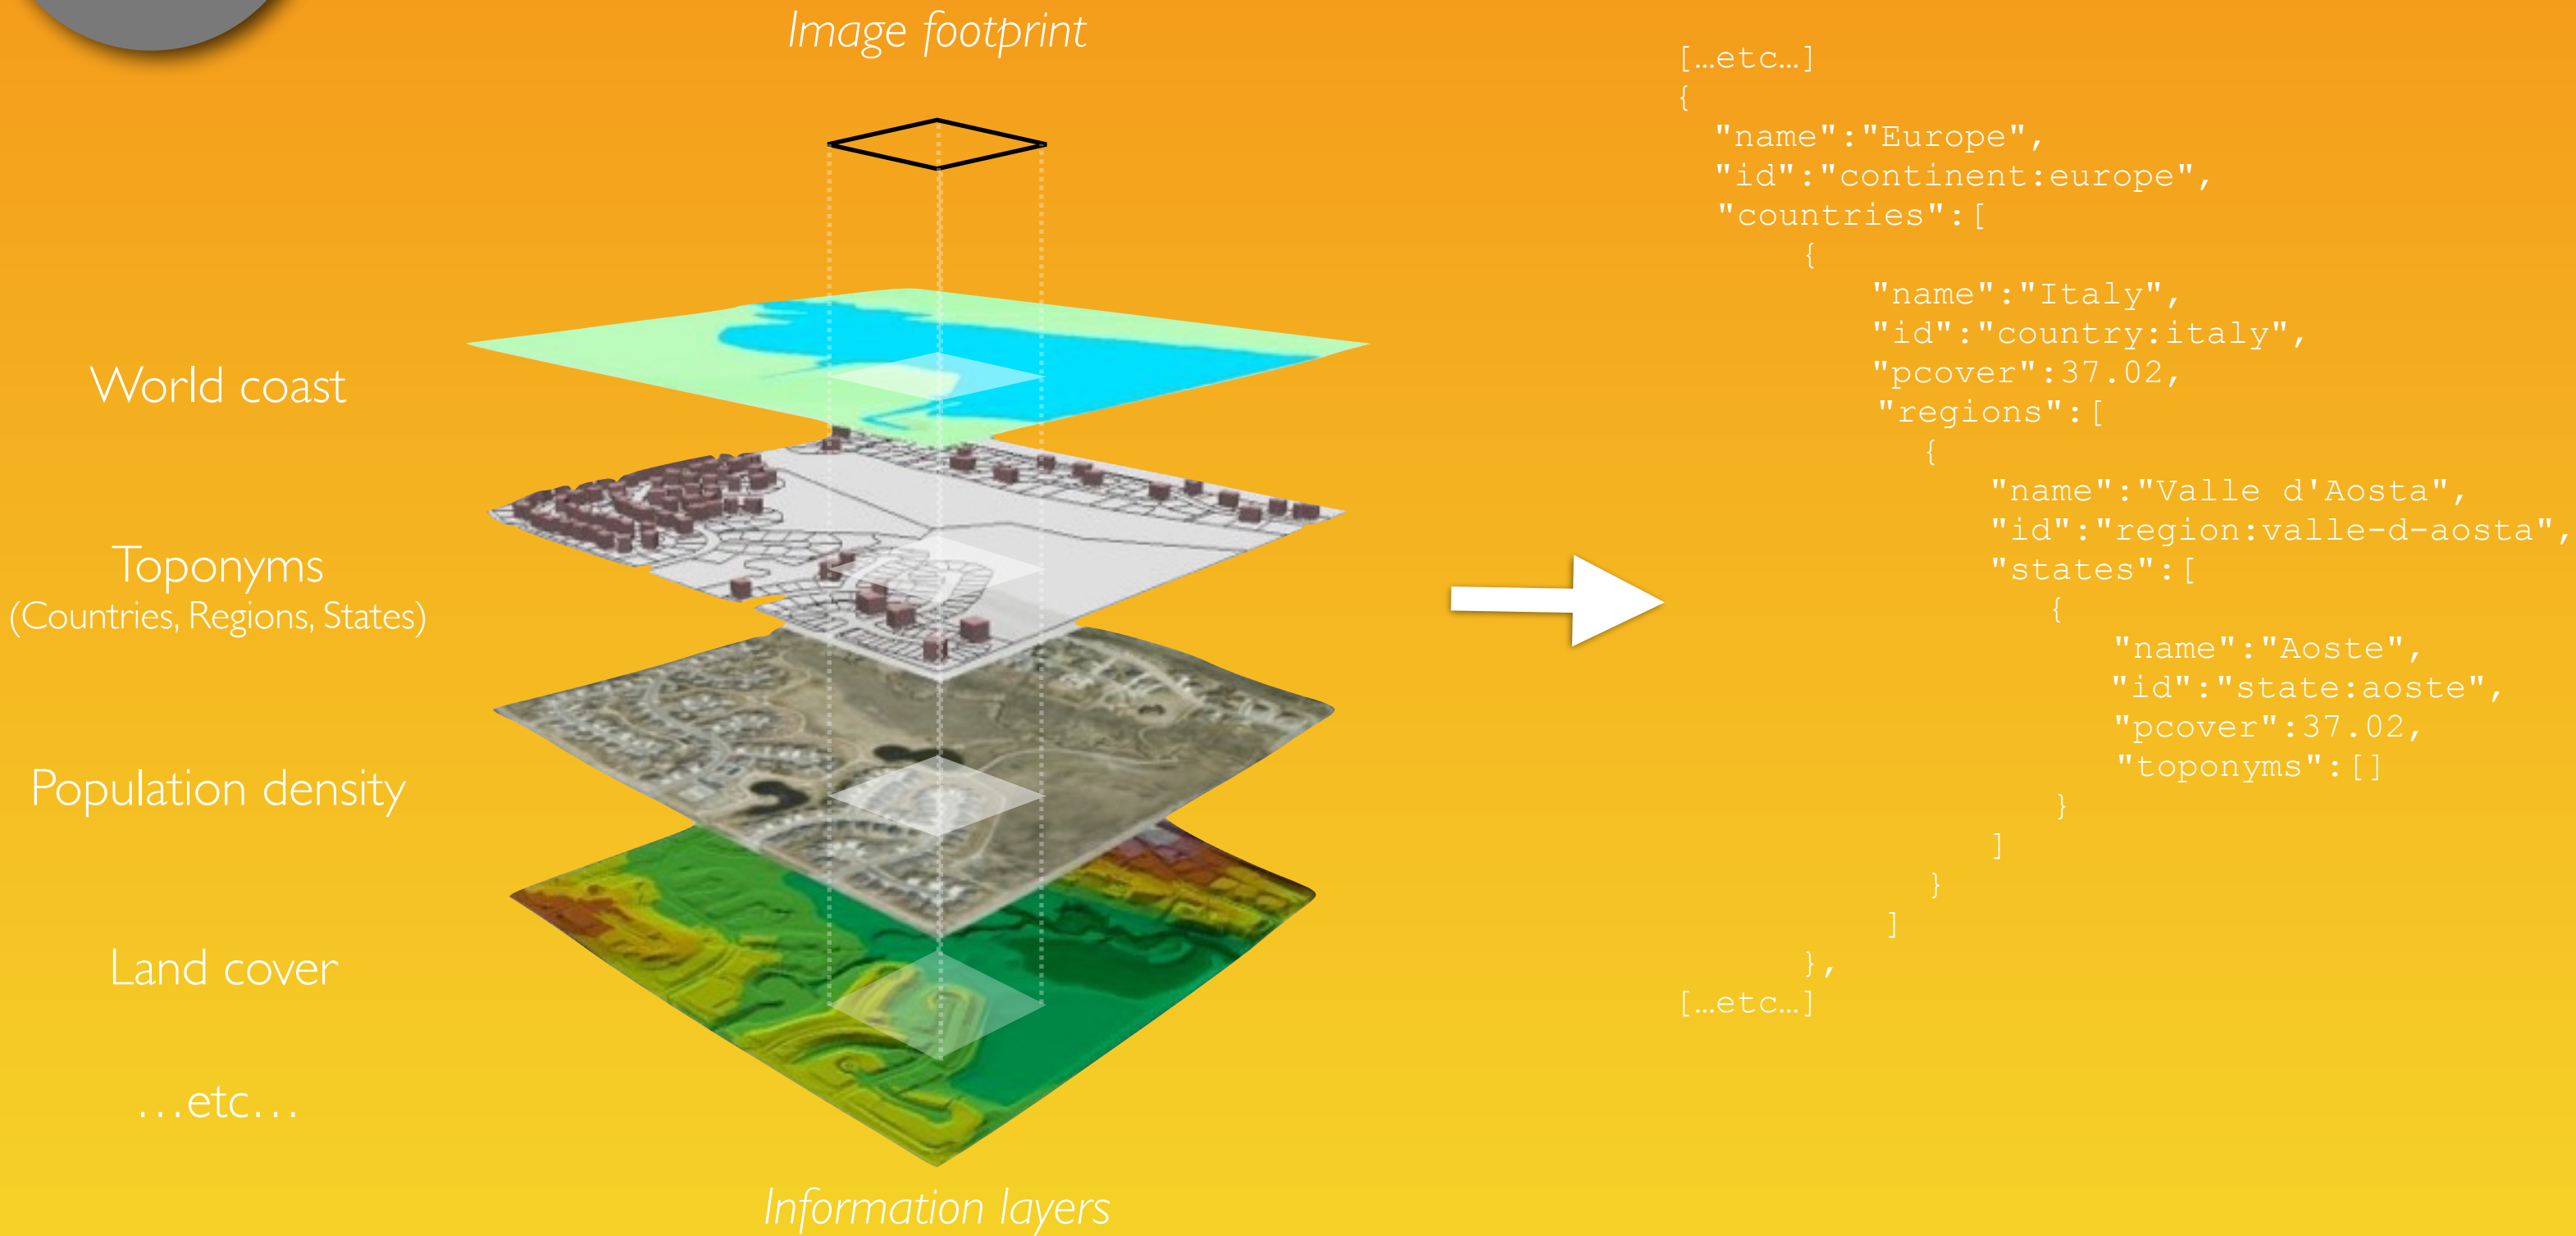 Image footprint
World coast
Toponyms
(Countries, Regions, States)
Population density
Land cover
…etc…
Information layers
[…etc…]
{
"name":"Europe",
"id":"continent:europe",
"countries":[
{
"name":"Italy",
"id":"country:italy",
"pcover":37.02,
"regions":[
{
"name":"Valle d'Aosta",
"id":"region:valle-d-aosta",
"states":[
{
"name":"Aoste",
"id":"state:aoste",
"pcover":37.02,
"toponyms":[]
}
]
}
]
},
[…etc…]